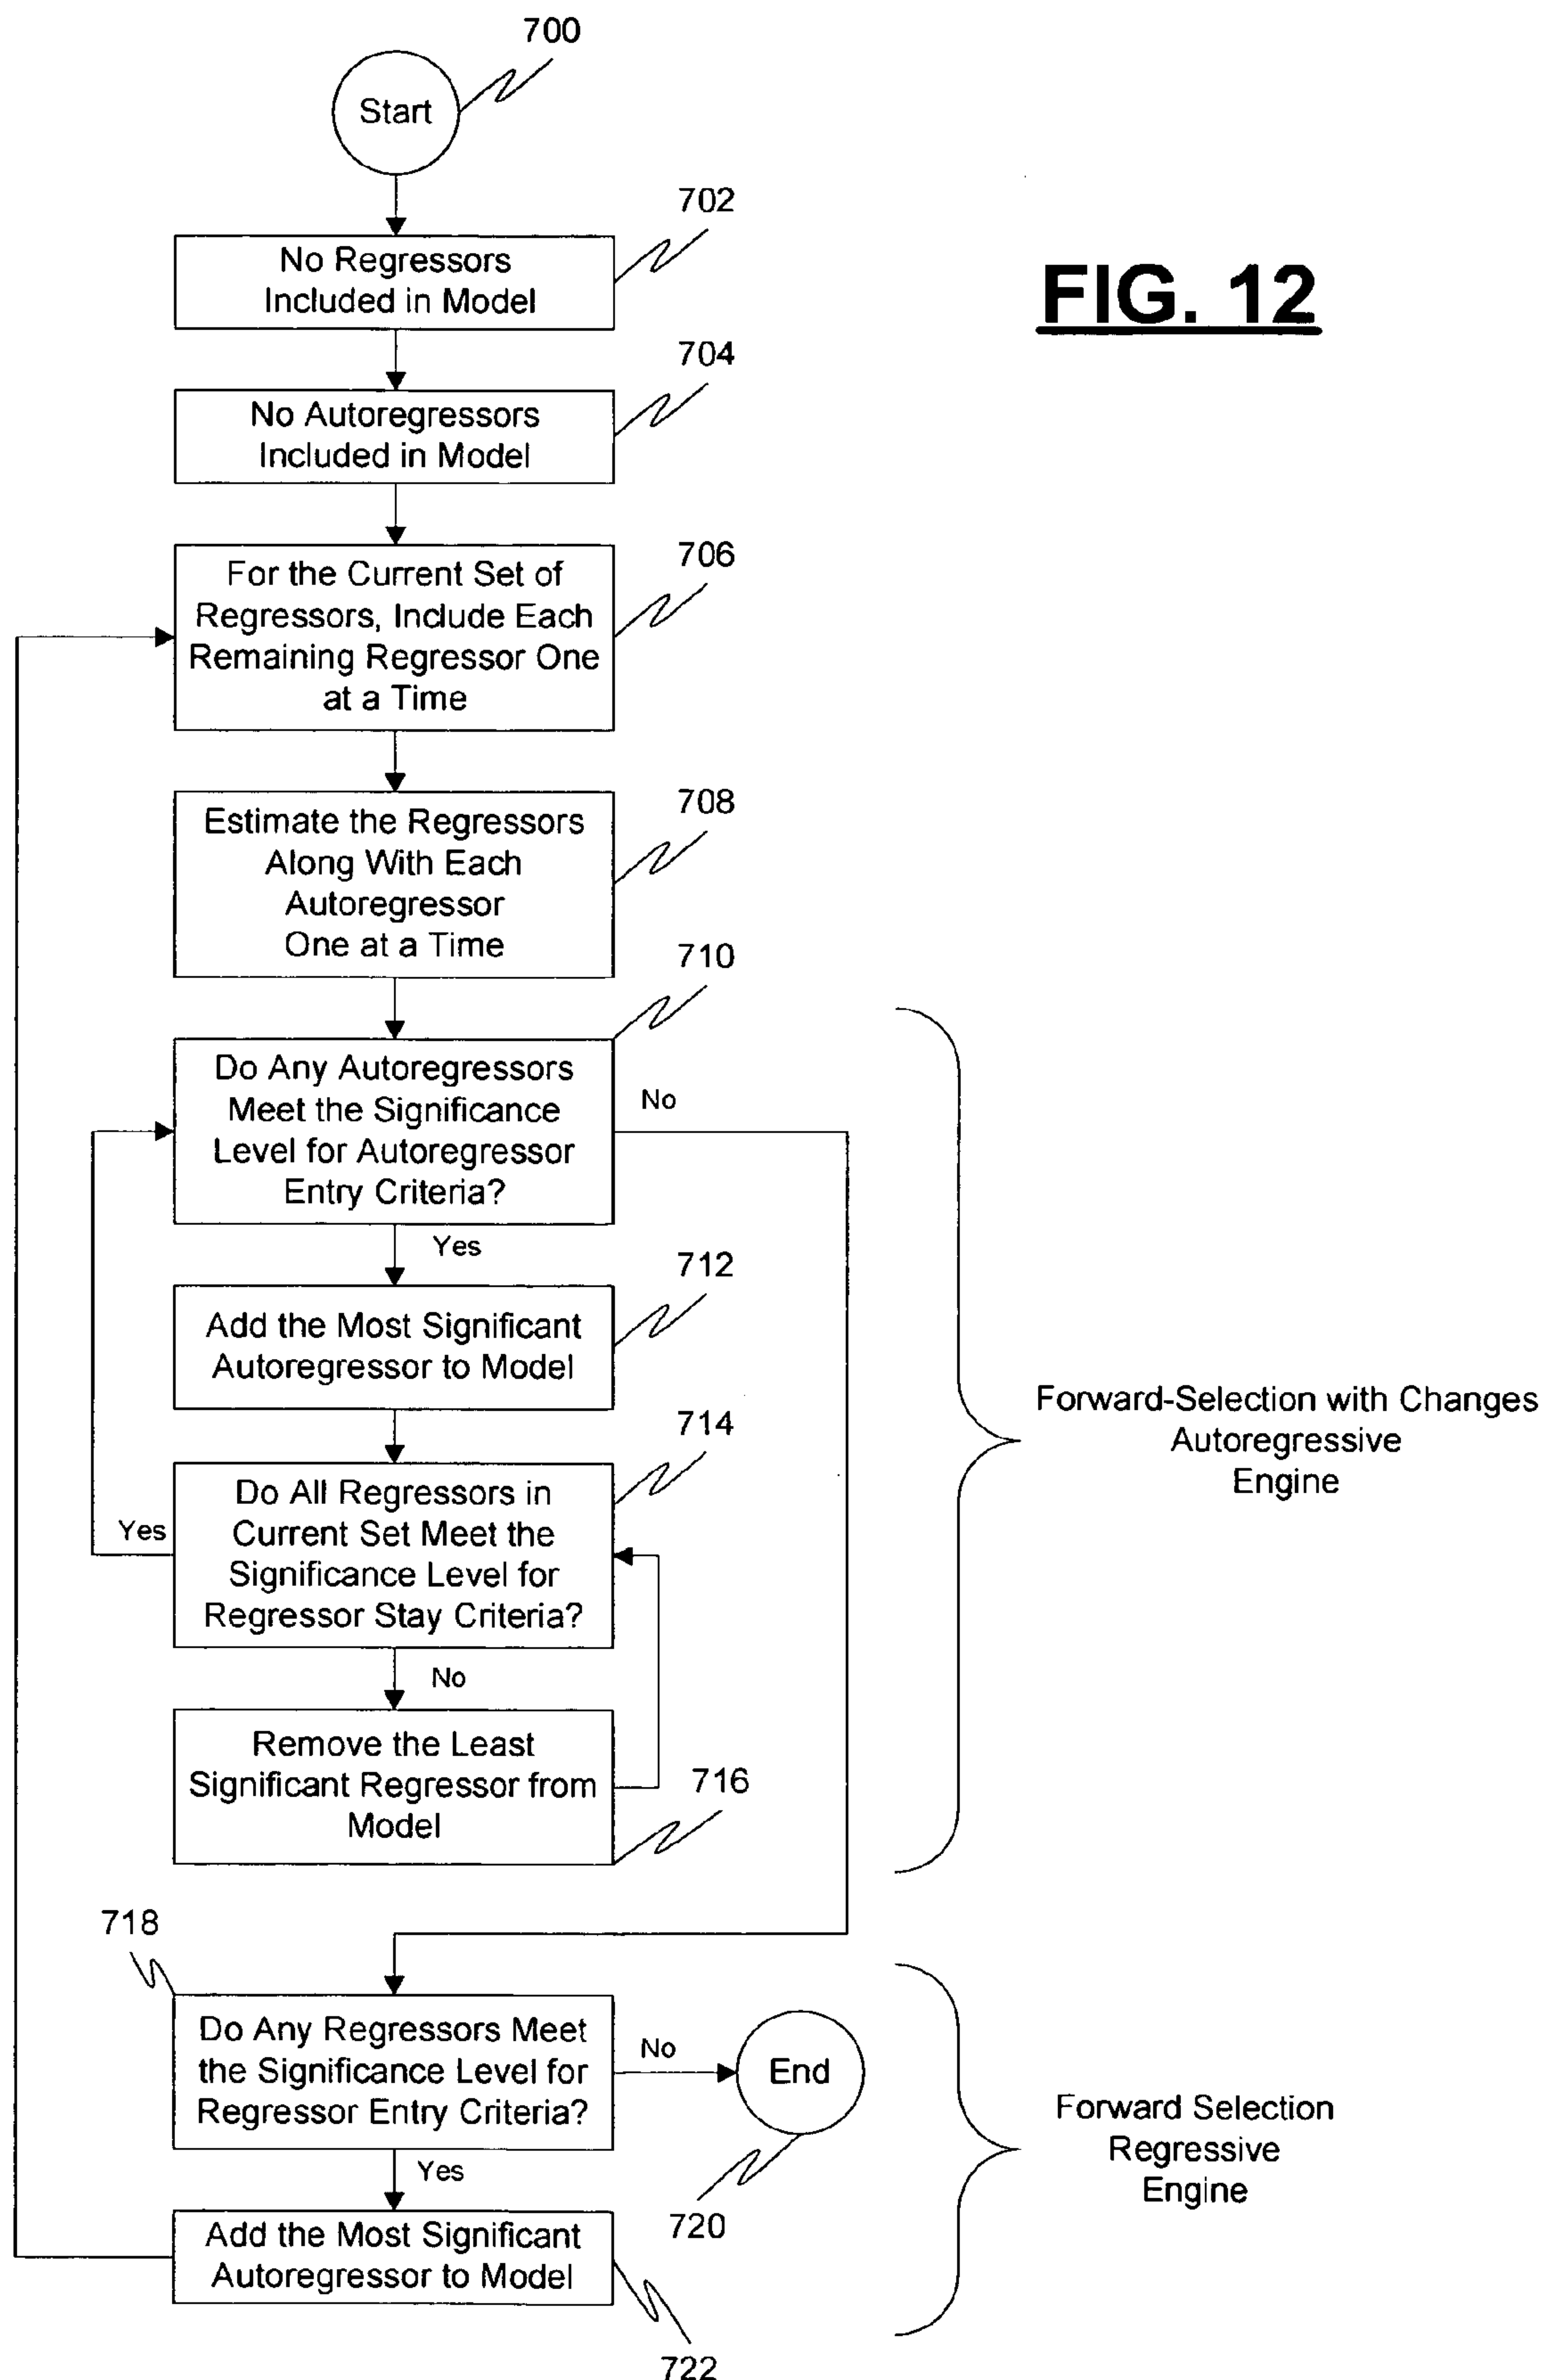 700
Start
702
No Regressors
Included in Model
FIG. 12
704
No Autoregressors
Included in Model
706
For the Current Set of
Regressors, Include Each
Remaining Regressor One
at a Time
708
Estimate the Regressors
Along With Each
Autoregressor
One at a Time
710
Do Any Autoregressors
Meet the Significance
Level for Autoregressor
Entry Criteria?
No
Yes
712
Add the Most Significant
Autoregressor to Model
714
Do All Regressors in
Current Set Meet the
Significance Level for
Regressor Stay Criteria?
Yes
No
Forward-Selection with Changes
Autoregressive
Engine
Remove the Least
Significant Regressor from
Model
716
718
Do Any Regressors Meet
the Significance Level for
Regressor Entry Criteria?
No
End
720
Yes
Add the Most Significant
Autoregressor to Model
722
Forward Selection
Regressive
Engine